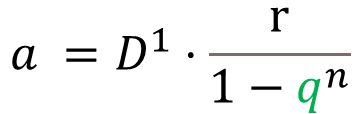 a = D¹ · r / (1 − qⁿ)